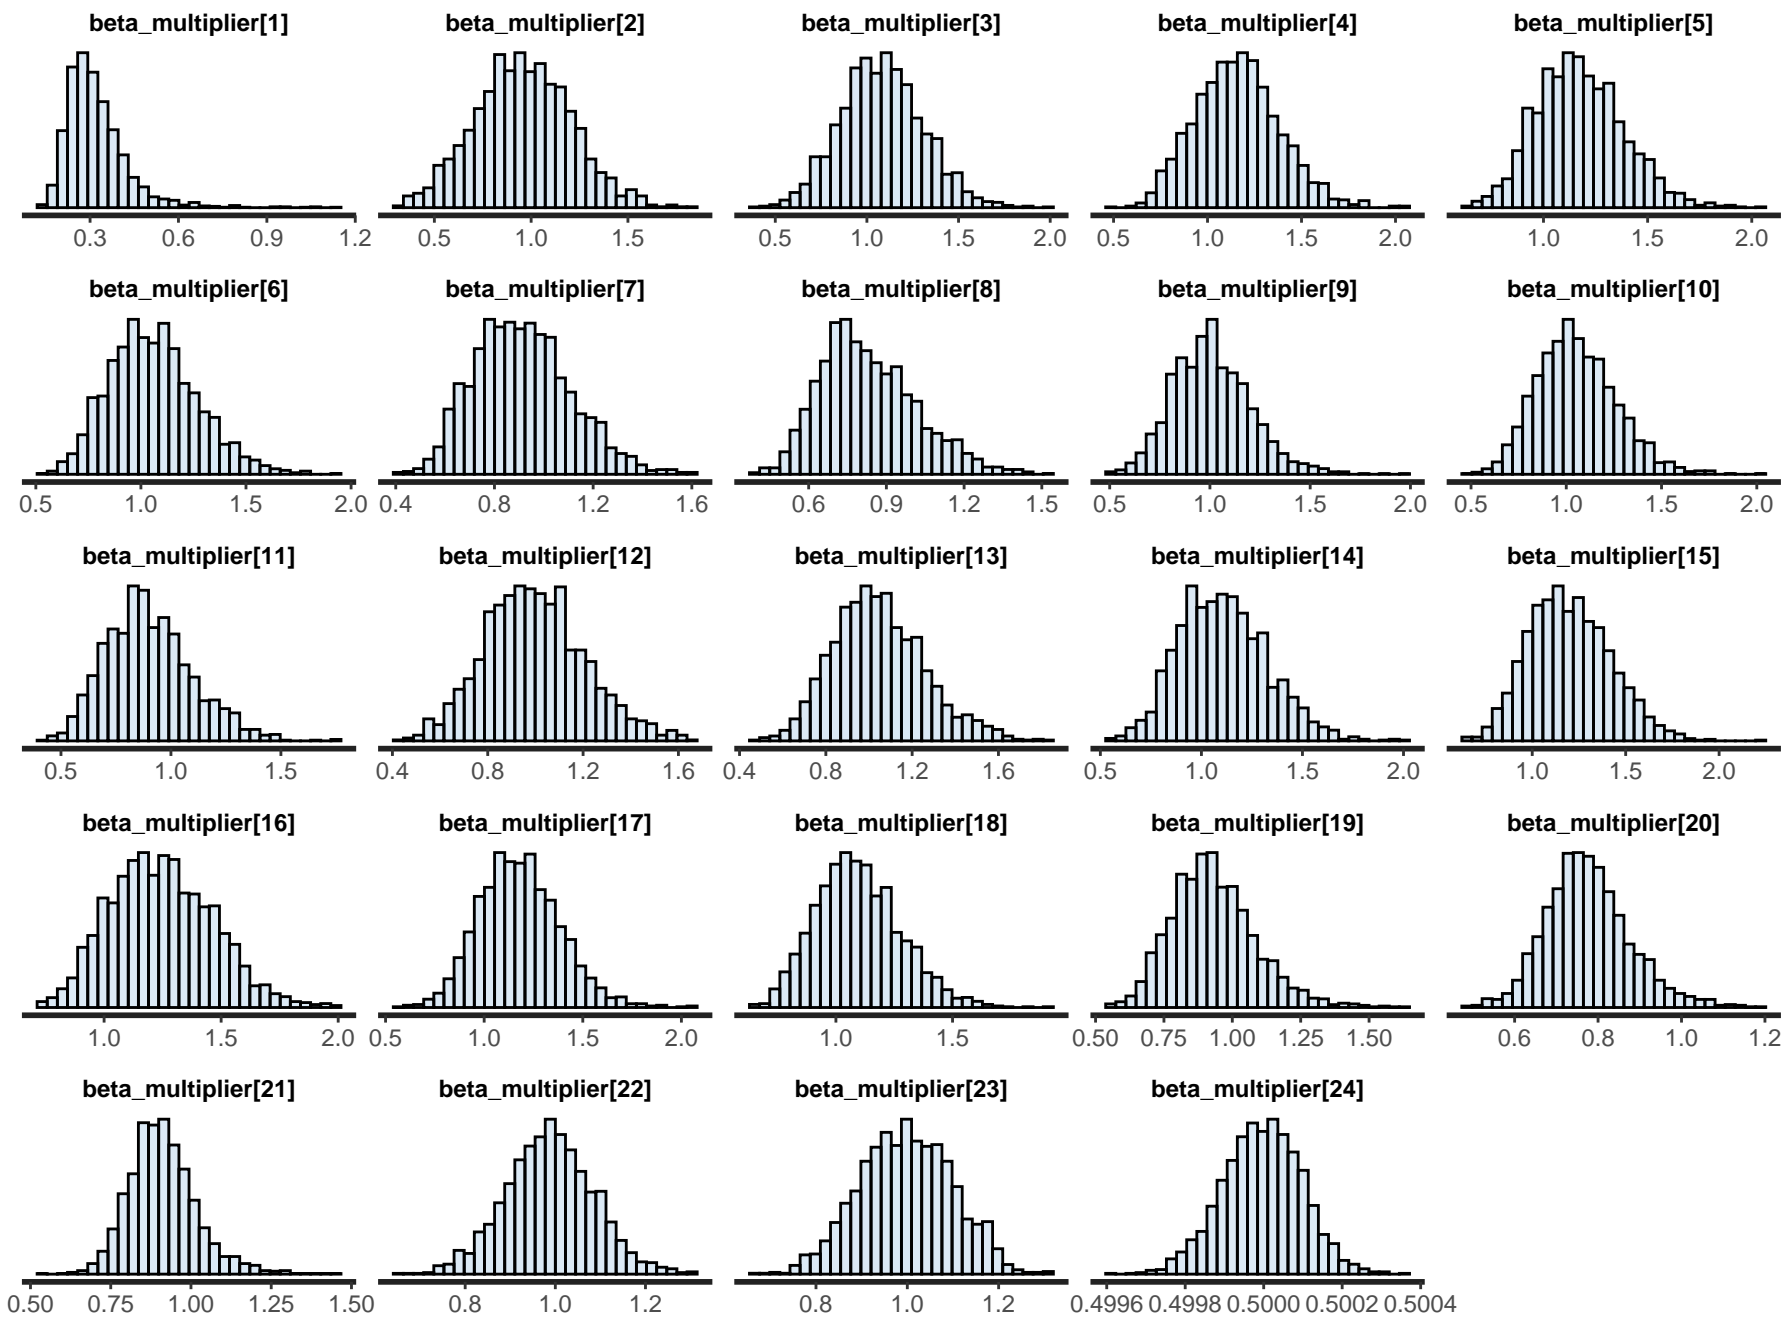 beta_multiplier[1] beta_multiplier[2] beta_multiplier[3] beta_multiplier[4] beta_multiplier[5]
0.3 0.6 0.9 1.2 0.5 1.0 1.5 0.5 1.0 1.5 2.0 0.5 1.0 1.5 2.0 1.0 1.5 2.0
beta_multiplier[6] beta_multiplier[7] beta_multiplier[8] beta_multiplier[9] beta_multiplier[10]
0.5 1.0 1.5 2.0 0.4 0.8 1.2 1.6 0.6 0.9 1.2 1.5 0.5 1.0 1.5 2.0 0.5 1.0 1.5 2.0
beta_multiplier[11] beta_multiplier[12] beta_multiplier[13] beta_multiplier[14] beta_multiplier[15]
0.5 1.0 1.5 0.4 0.8 1.2 1.6 0.4 0.8 1.2 1.6 0.5 1.0 1.5 2.0 1.0 1.5 2.0
beta_multiplier[16] beta_multiplier[17] beta_multiplier[18] beta_multiplier[19] beta_multiplier[20]
1.0 1.5 2.0 0.5 1.0 1.5 2.0 1.0 1.5 0.50 0.75 1.00 1.25 1.50 0.6 0.8 1.0 1.2
beta_multiplier[21] beta_multiplier[22] beta_multiplier[23] beta_multiplier[24]
0.50 0.75 1.00 1.25 1.50 0.8 1.0 1.2 0.8 1.0 1.2 0.4996 0.4998 0.5000 0.5002 0.5004